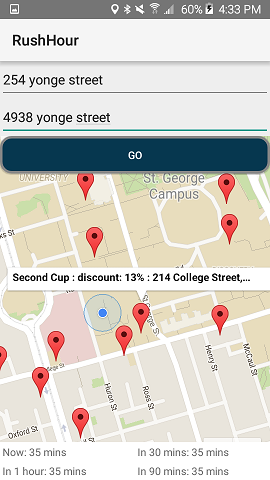 60% 4:33 PM
RushHour
254 yonge street
4938 yonge street
GO
UNIVERSITY
St. George
Campus
Second Cup : discount: 13% : 214 College Street,...
St George St
Henry St
McCaul St
Huron St
Ross St
Oxford St
Now: 35 mins
In 30 mins: 35 mins
In 1 hour: 35 mins
In 90 mins: 35 mins